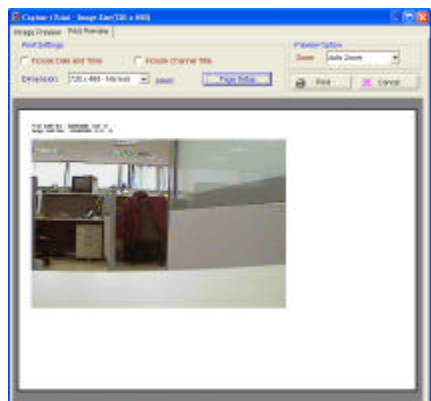 Capture / Print - Image Size(720 x 480)
Image Preview Print Preview
Print Settings
Include Date and Time
Include Channel Title
Dimension: 720 x 480 - Normal
Page Setup
Preview Option
Zoom Auto Zoom
Print
Cancel